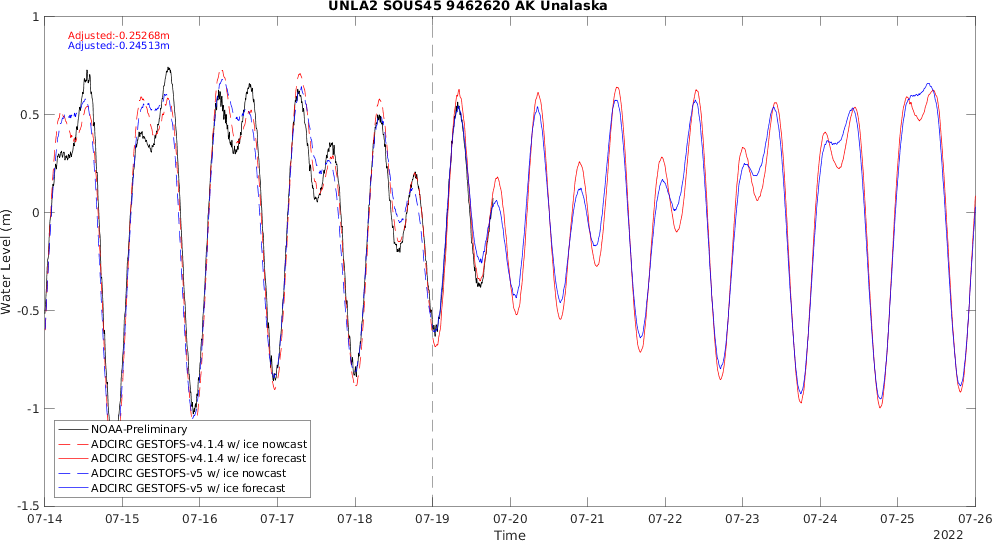 UNLA2 SOUS45 9462620 AK Unalaska
Adjusted:-0.25268m
Adjusted:-0.24513m
1
0.5
0
-0.5
-1
-1.5
Water Level (m)
NOAA-Preliminary
ADCIRC GESTOFS-v4.1.4 w/ ice nowcast
ADCIRC GESTOFS-v4.1.4 w/ ice forecast
ADCIRC GESTOFS-v5 w/ ice nowcast
ADCIRC GESTOFS-v5 w/ ice forecast
07-14 07-15 07-16 07-17 07-18 07-19 07-20 07-21 07-22 07-23 07-24 07-25 07-26
Time
2022